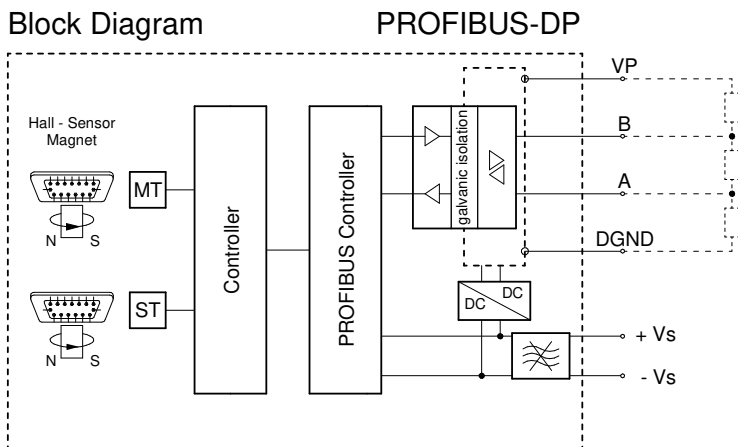 Block Diagram
PROFIBUS-DP
Hall - Sensor
Magnet
MT
N S
ST
N S
Controller
PROFIBUS Controller
galvanic isolation
DC
DC
VP
B
A
DGND
+ Vs
- Vs